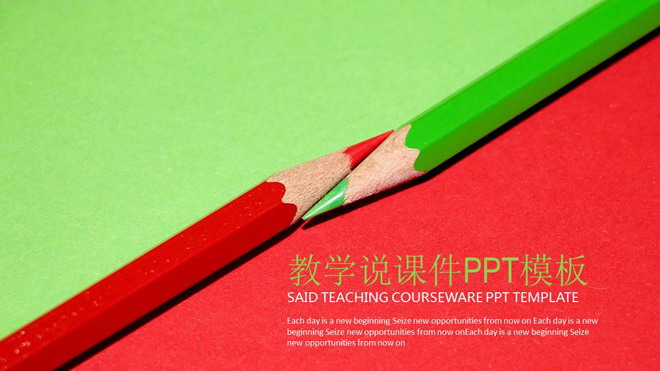 教学说课件PPT模板
SAID TEACHING COURSEWARE PPT TEMPLATE
Each day is a new beginning Seize new opportunities from now on Each day is a new
beginning Seize new opportunities from now onEach day is a new beginning Seize
new opportunities from now on